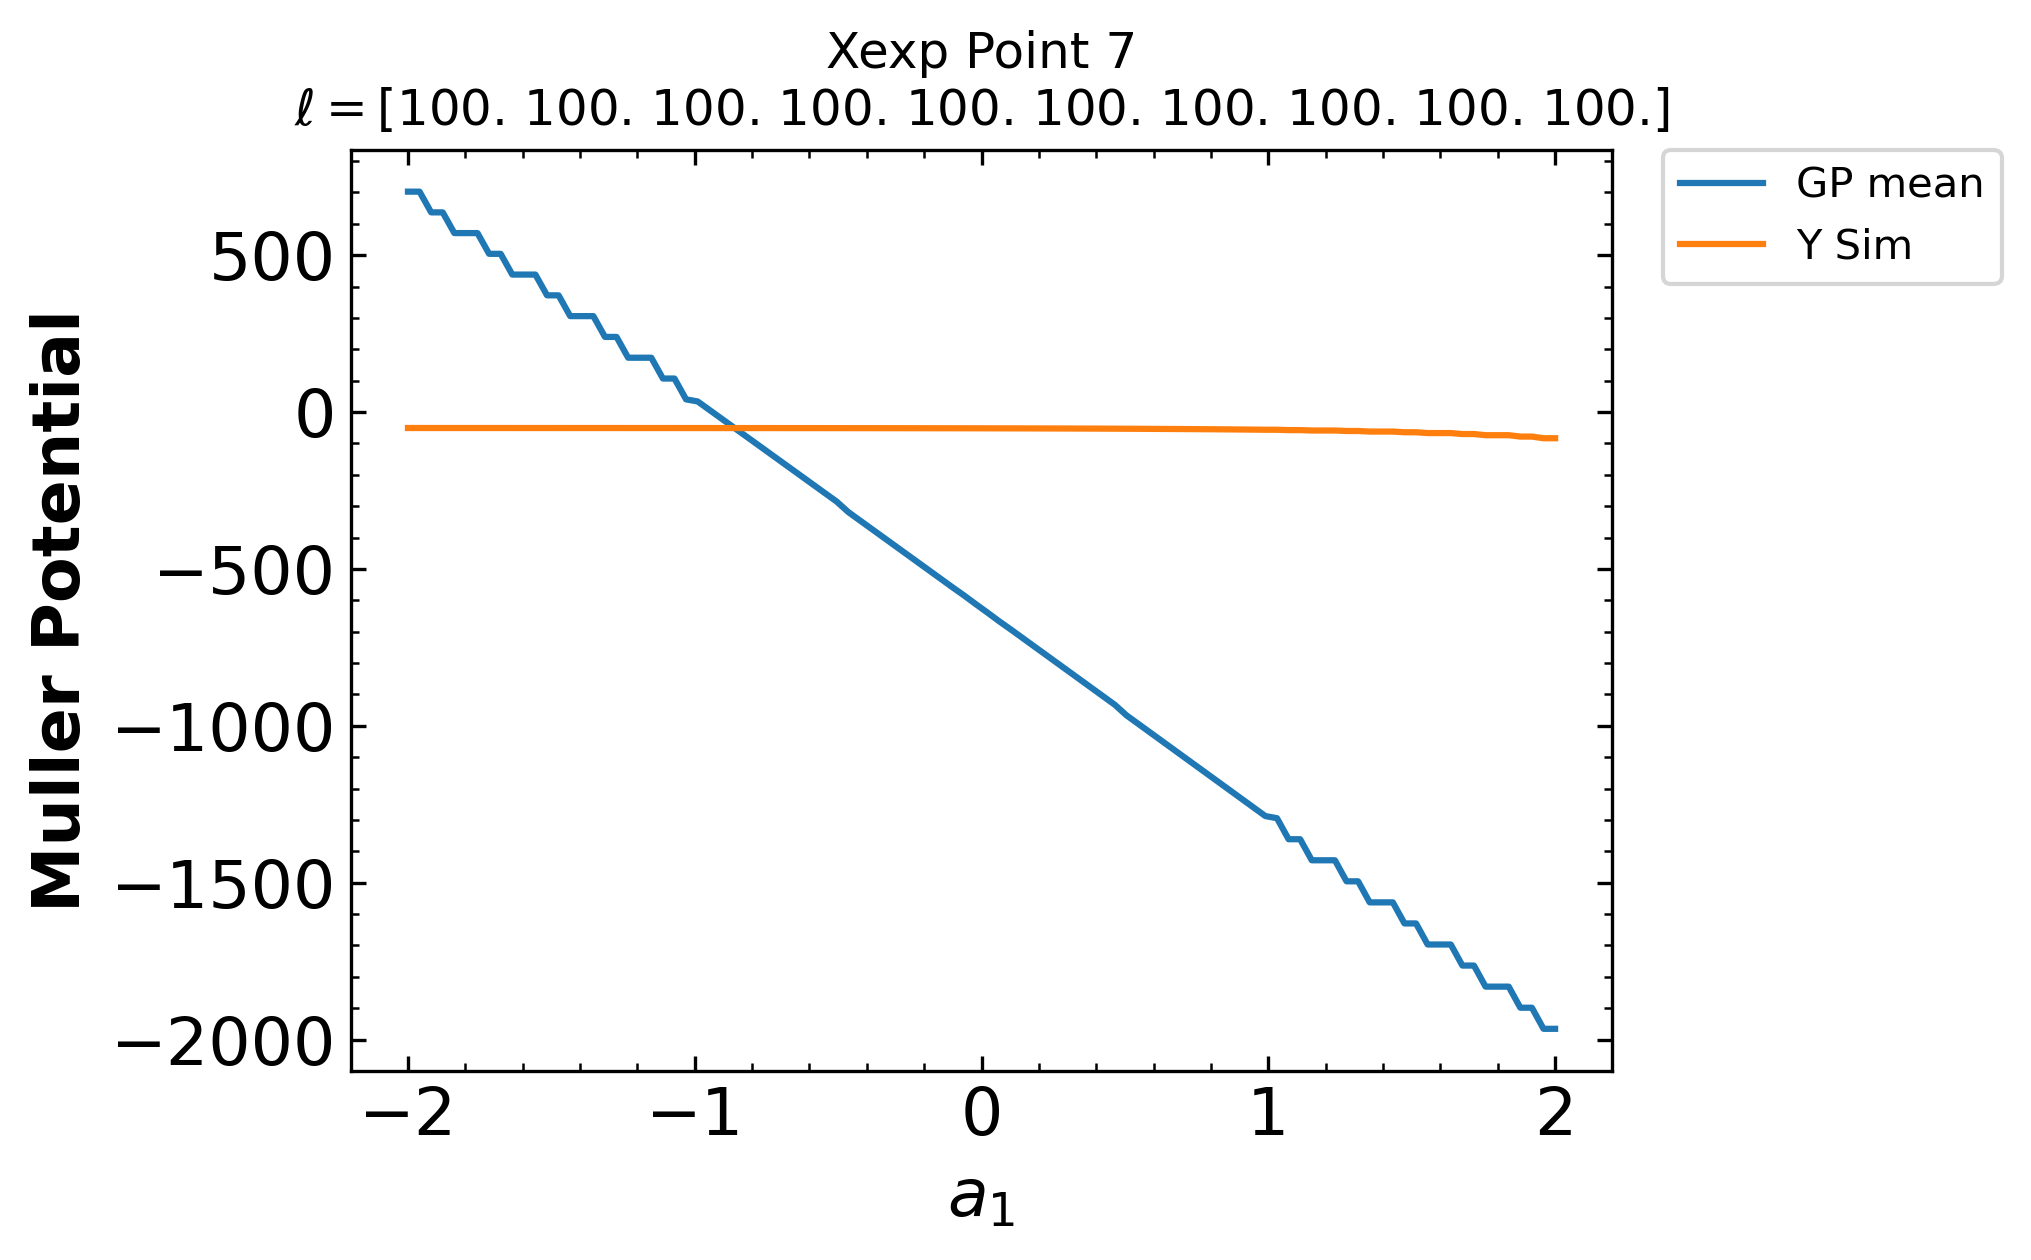 Xexp Point 7
ℓ = [100. 100. 100. 100. 100. 100. 100. 100. 100. 100.]
GP mean
Y Sim
Muller Potential
500
0
−500
−1000
−1500
−2000
−2
−1
0
1
2
a₁